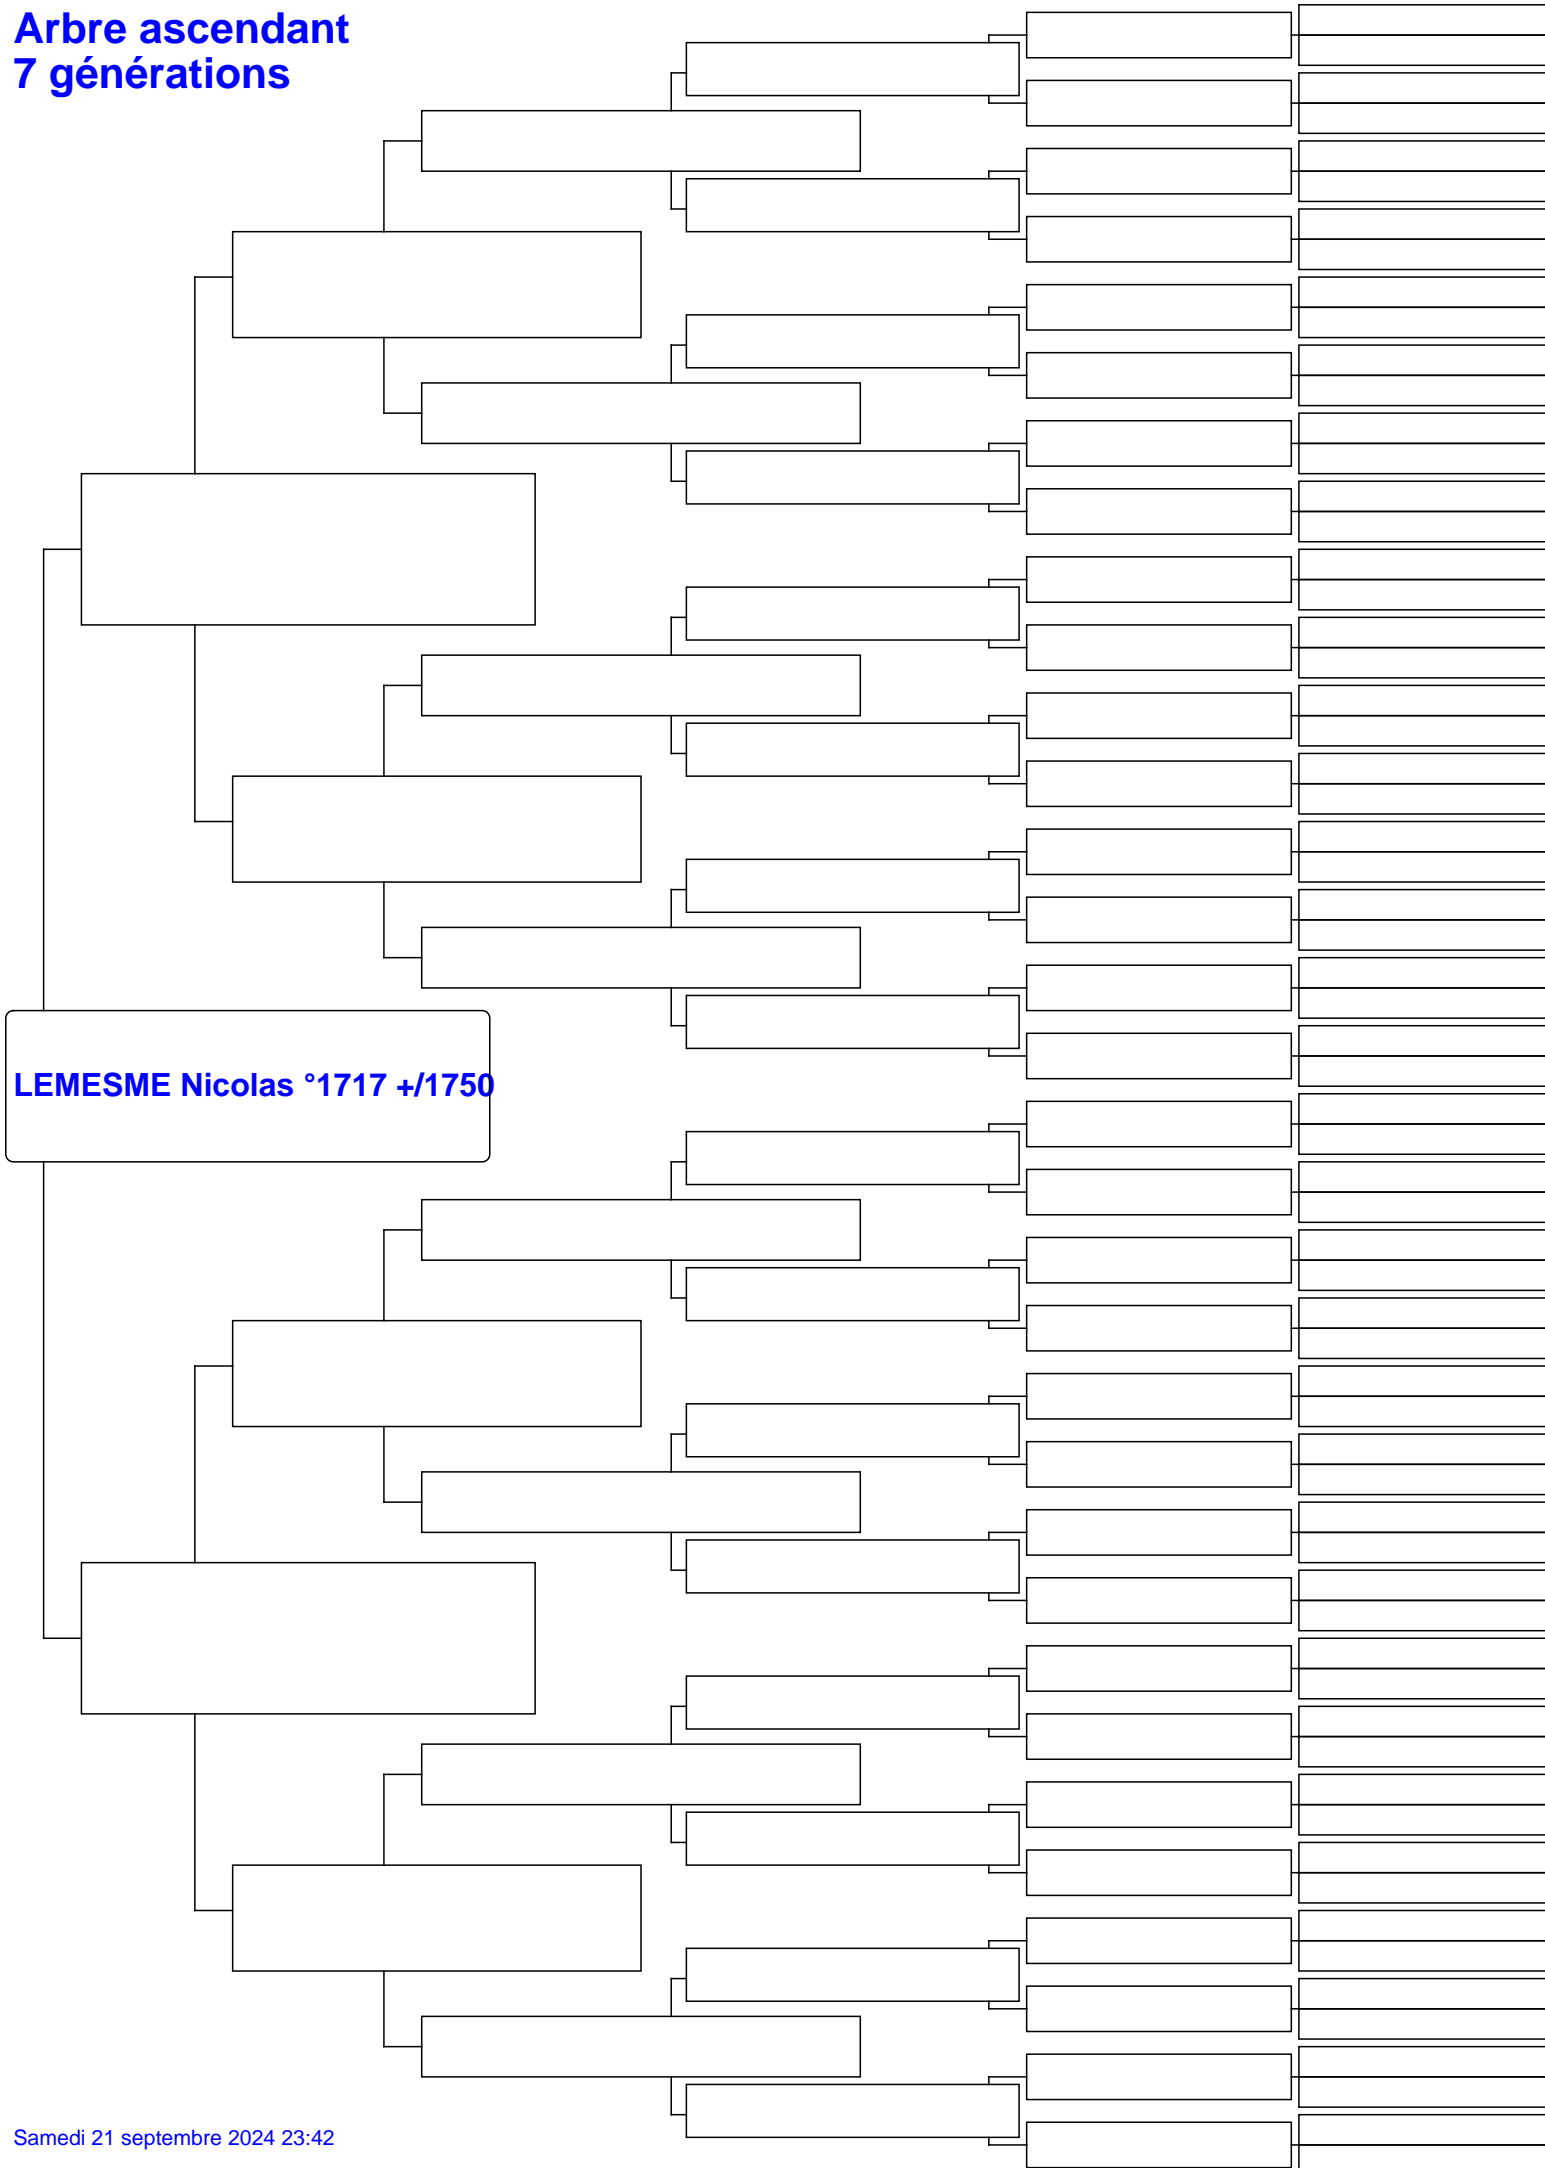 Arbre ascendant
7 générations
LEMESME Nicolas °1717 +/1750
Samedi 21 septembre 2024 23:42